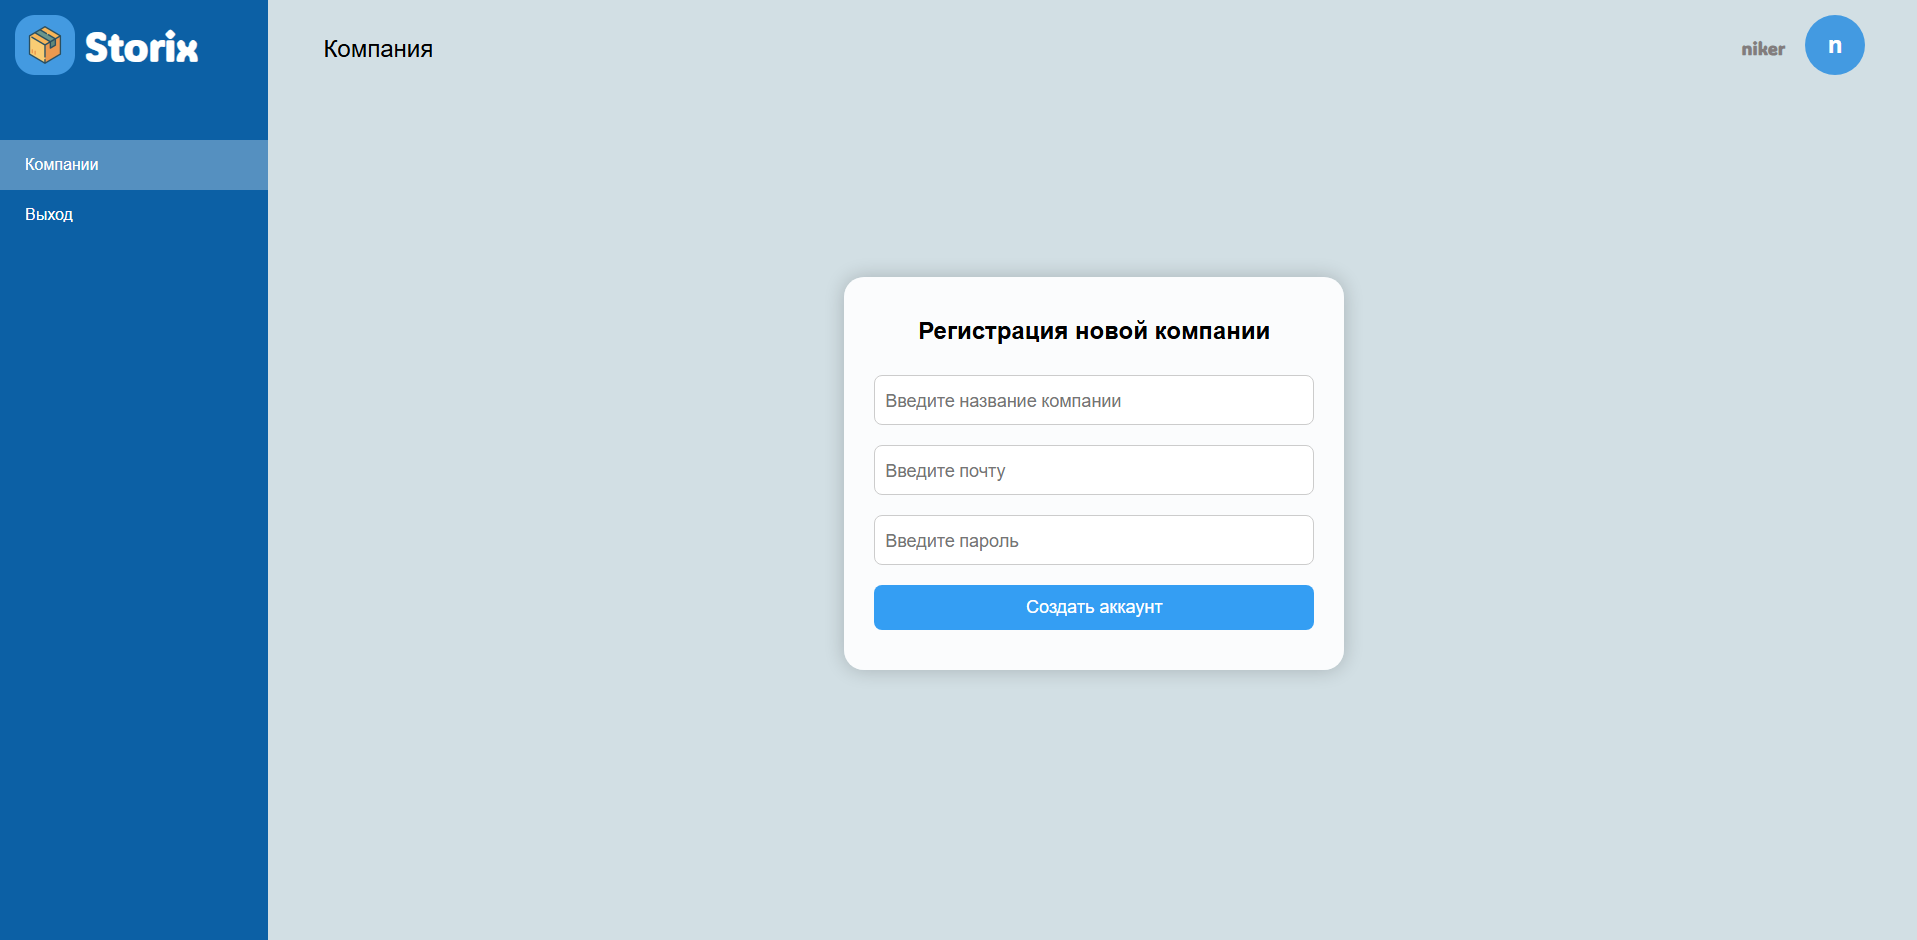 Storix
Компания
niker
n
Компании
Выход
Регистрация новой компании
Введите название компании
Введите почту
Введите пароль
Создать аккаунт